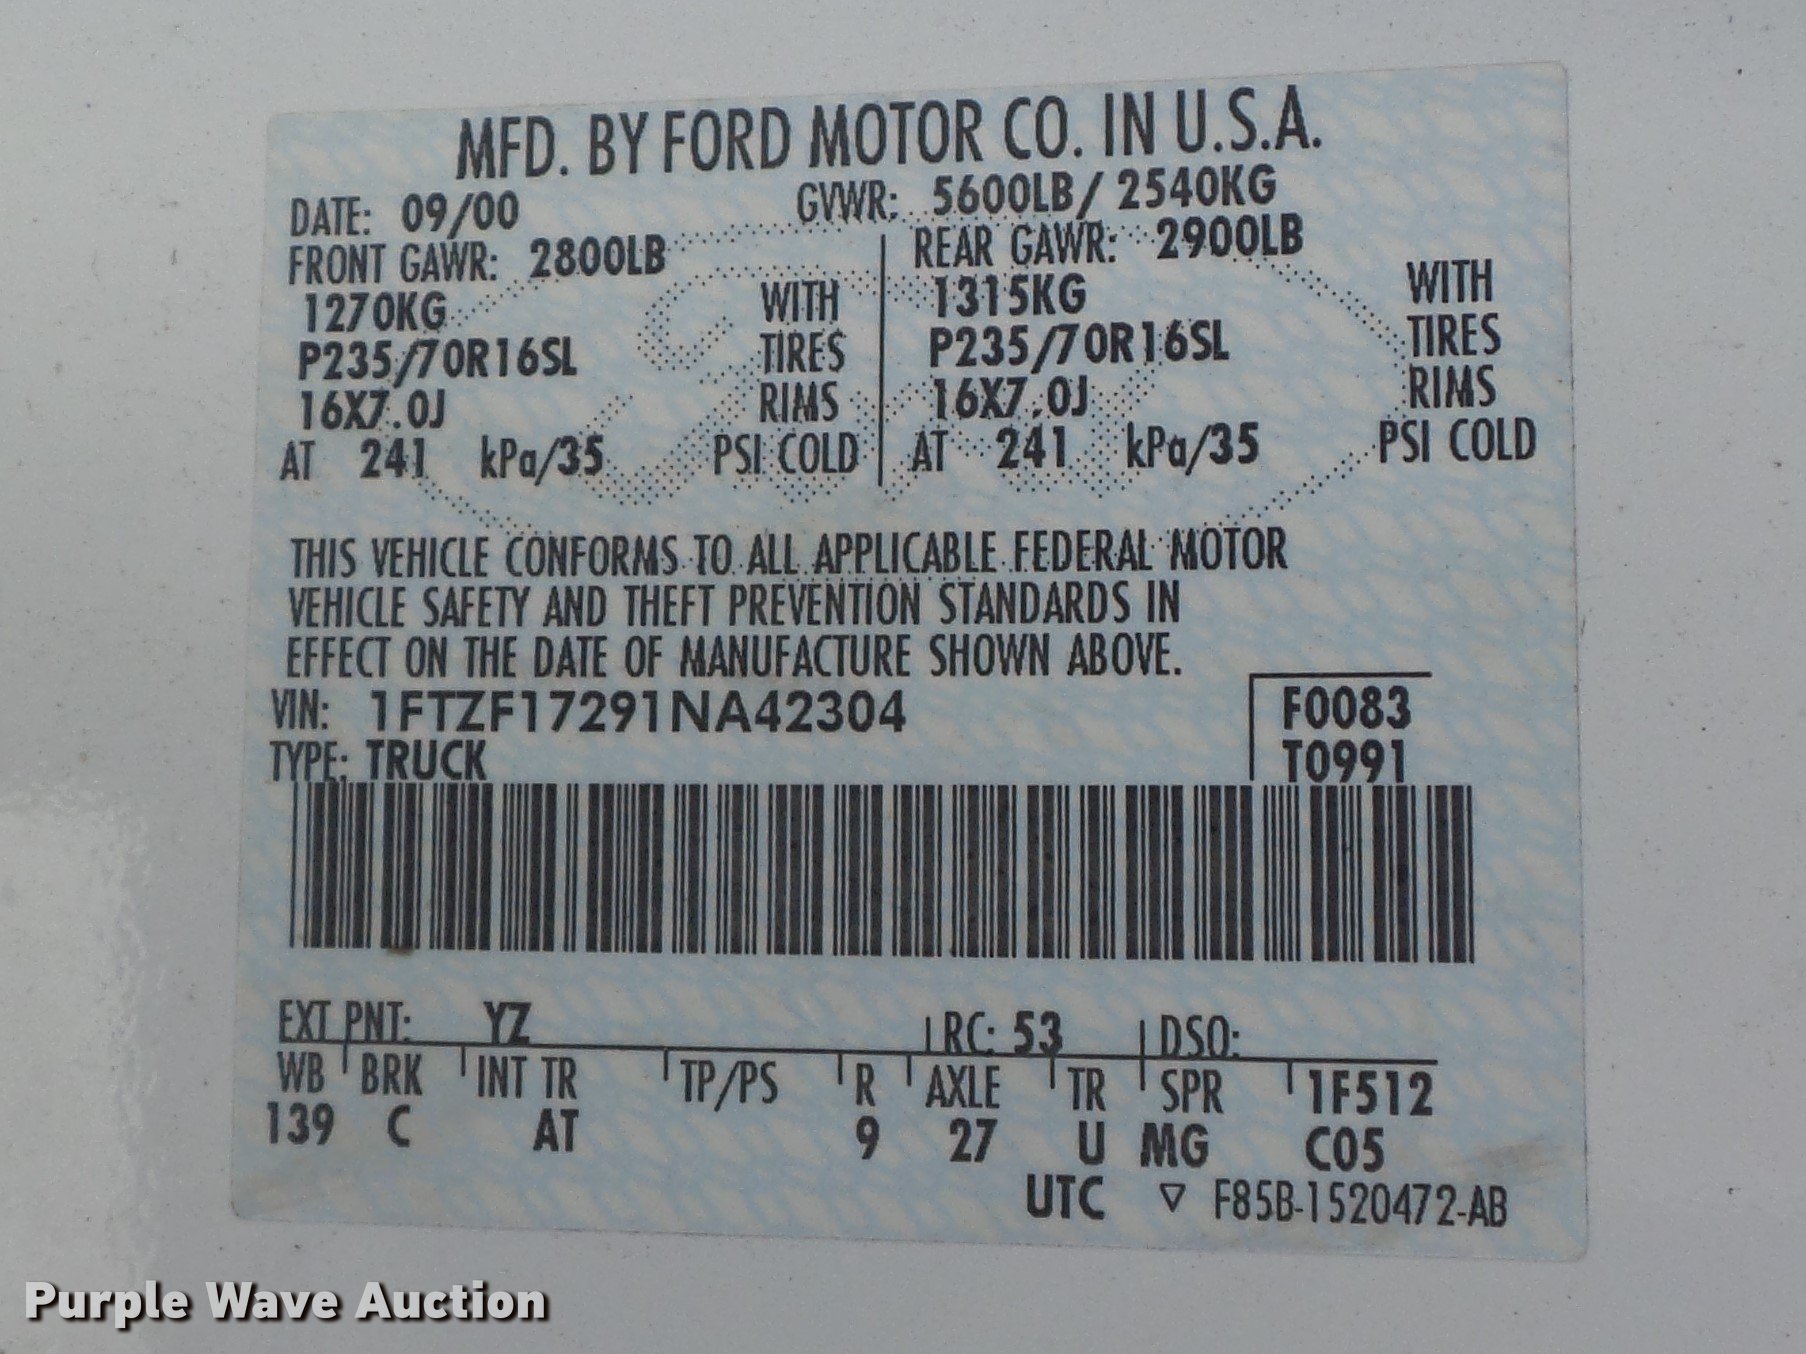 MFD. BY FORD MOTOR CO. IN U.S.A.
DATE: 09/00 GVWR: 5600LB/ 2540KG
FRONT GAWR: 2800LB REAR GAWR: 2900LB
1270KG WITH 1315KG WITH
P235/70R16SL TIRES P235/70R16SL TIRES
16X7.0J RIMS 16X7.0J RIMS
AT 241 kPa/35 PSI COLD AT 241 kPa/35 PSI COLD
THIS VEHICLE CONFORMS TO ALL APPLICABLE FEDERAL MOTOR
VEHICLE SAFETY AND THEFT PREVENTION STANDARDS IN
EFFECT ON THE DATE OF MANUFACTURE SHOWN ABOVE.
VIN: 1FTZF17291NA42304 F0083
TYPE: TRUCK T0991
EXT PNT: YZ RC: 53 DSO:
WB BRK INT TR TP/PS R AXLE TR SPR 1F512
139 C AT 9 27 U MG C05
UTC ▽ F85B-1520472-AB
Purple Wave Auction